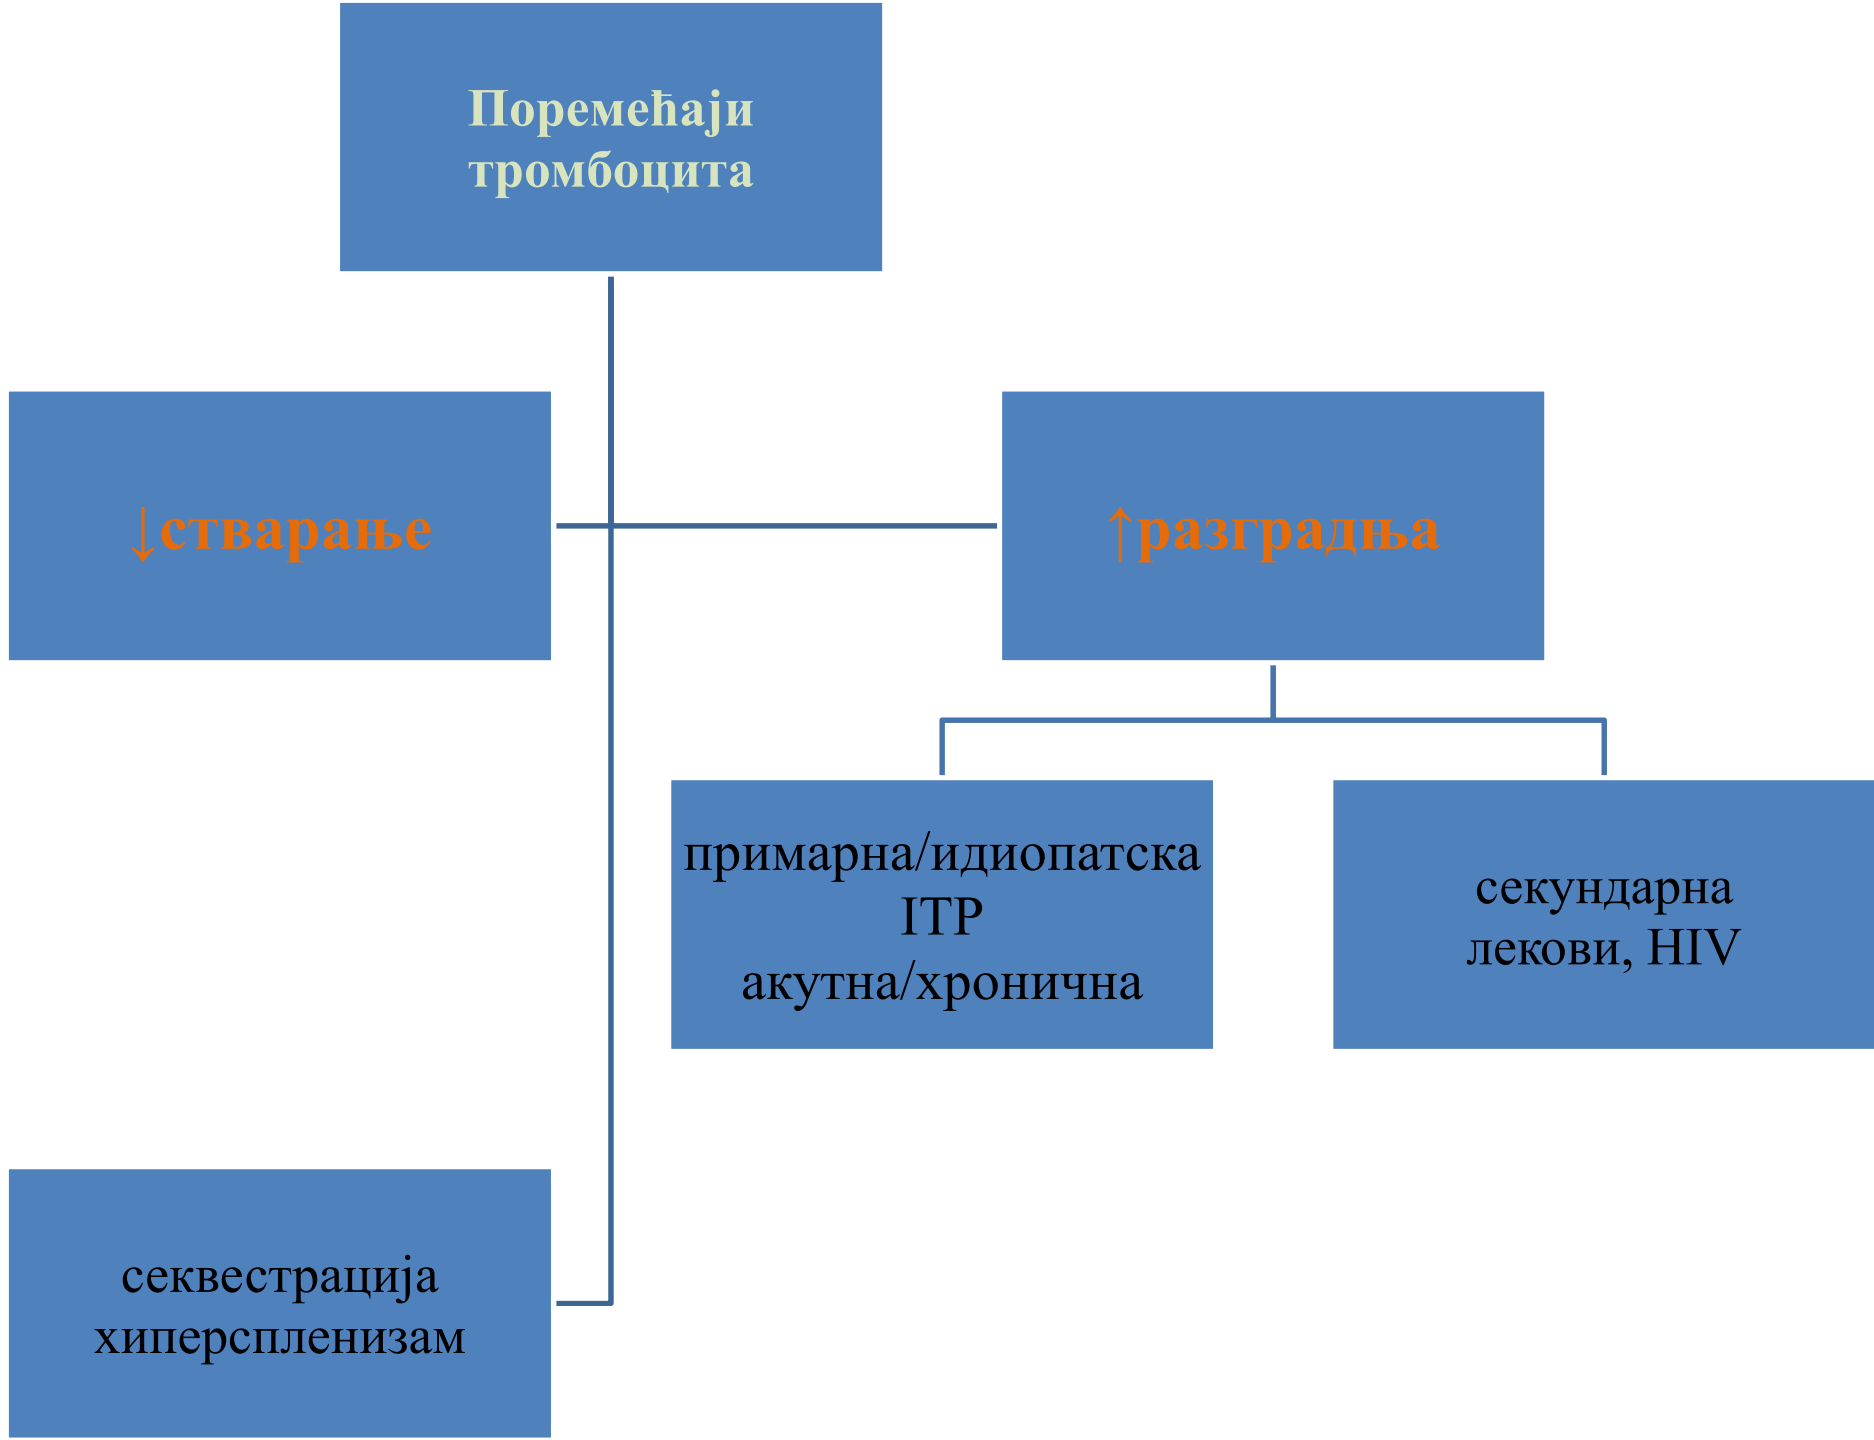 Поремећаји
тромбоцита
↓стварање
↑разградња
примарна/идиопатска
ITP
акутна/хронична
секундарна
лекови, HIV
секвестрација
хиперспленизам